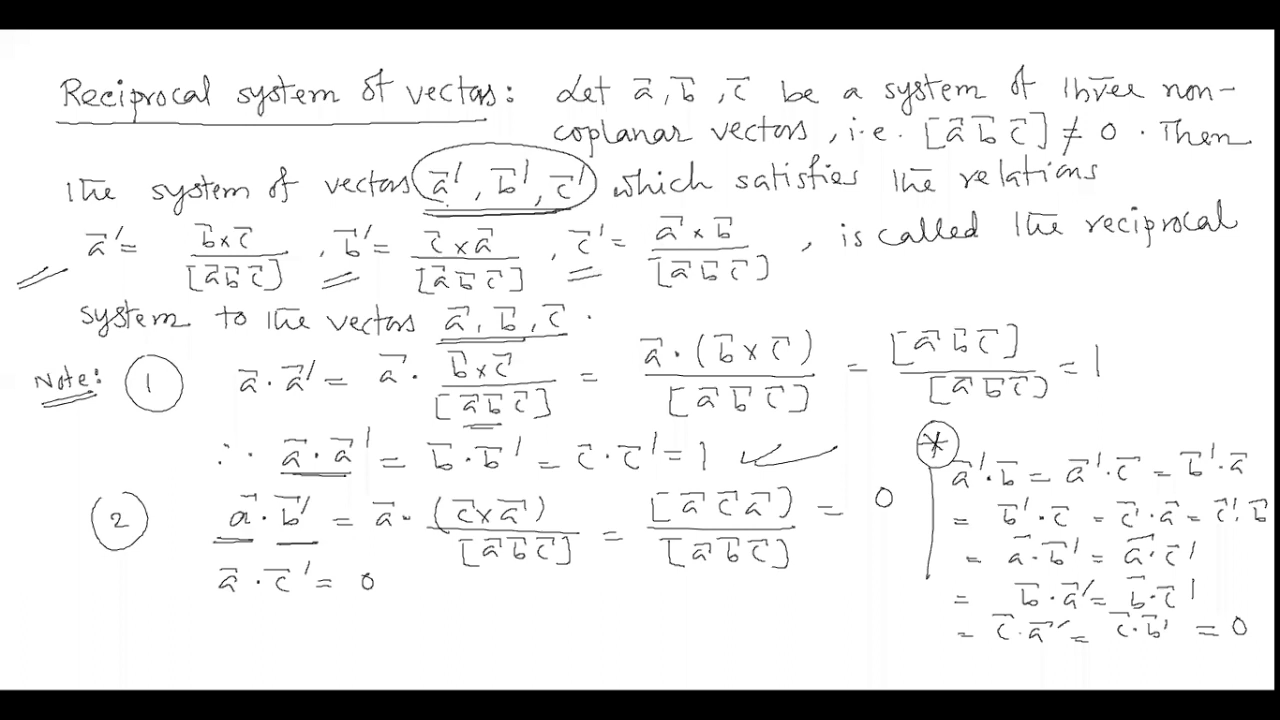 Reciprocal system of vectors: Let a⃗, b⃗, c⃗ be a system of three non-
coplanar vectors, i.e. [a⃗ b⃗ c⃗] ≠ 0. Then
the system of vectors a⃗', b⃗', c⃗' which satisfies the relations
a⃗' = (b⃗ × c⃗)/[a⃗ b⃗ c⃗], b⃗' = (c⃗ × a⃗)/[a⃗ b⃗ c⃗], c⃗' = (a⃗ × b⃗)/[a⃗ b⃗ c⃗], is called the reciprocal
system to the vectors a⃗, b⃗, c⃗.
Note: ① a⃗ · a⃗' = a⃗ · (b⃗ × c⃗)/[a⃗ b⃗ c⃗] = a⃗ · (b⃗ × c⃗)/[a⃗ b⃗ c⃗] = [a⃗ b⃗ c⃗]/[a⃗ b⃗ c⃗] = 1
∴ a⃗ · a⃗' = b⃗ · b⃗' = c⃗ · c⃗' = 1 ✓
② a⃗ · b⃗' = a⃗ · (c⃗ × a⃗)/[a⃗ b⃗ c⃗] = [a⃗ c⃗ a⃗]/[a⃗ b⃗ c⃗] = 0
a⃗ · c⃗' = 0
* a⃗' · b⃗ = a⃗' · c⃗ = b⃗' · a⃗
= b⃗' · c⃗ = c⃗' · a⃗ = c⃗' · b⃗
= a⃗ · b⃗' = a⃗ · c⃗'
= b⃗ · a⃗' = b⃗ · c⃗'
= c⃗ · a⃗' = c⃗ · b⃗' = 0